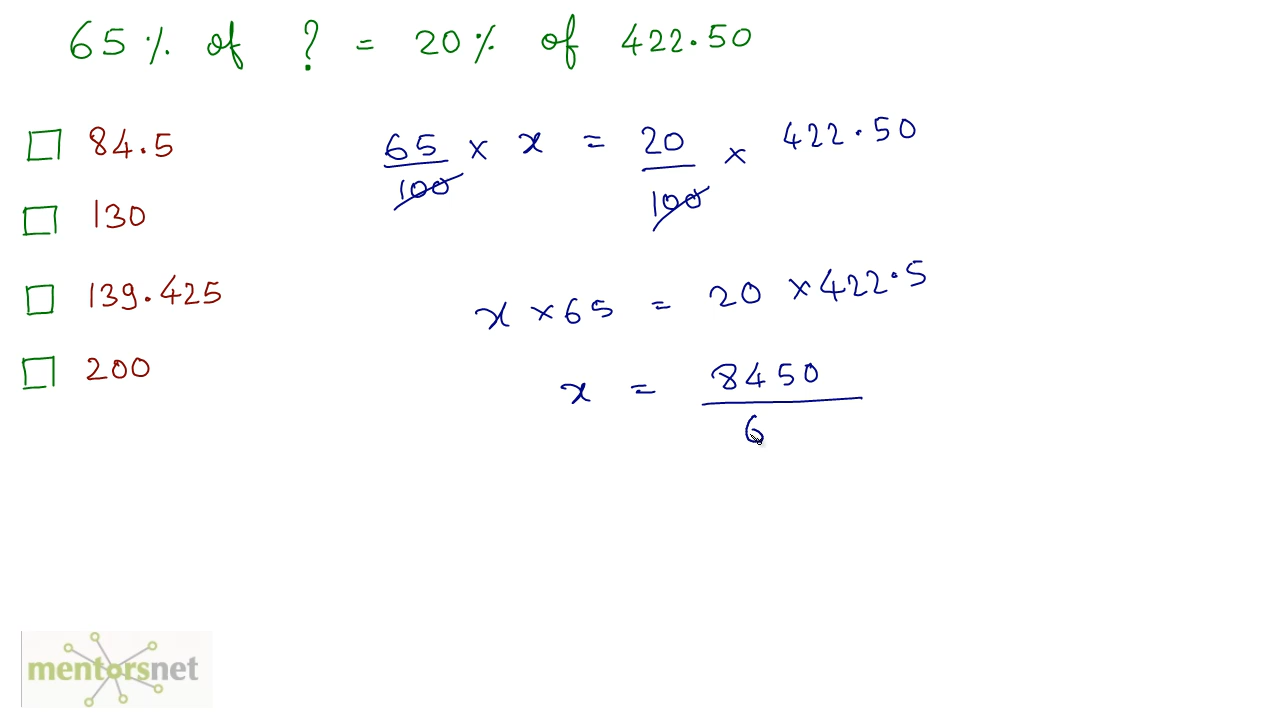 65% of ? = 20% of 422.50
84.5
130
139.425
200
65/100 × x = 20/100 × 422.50
x × 65 = 20 × 422.5
x = 8450/6
mentorsnet